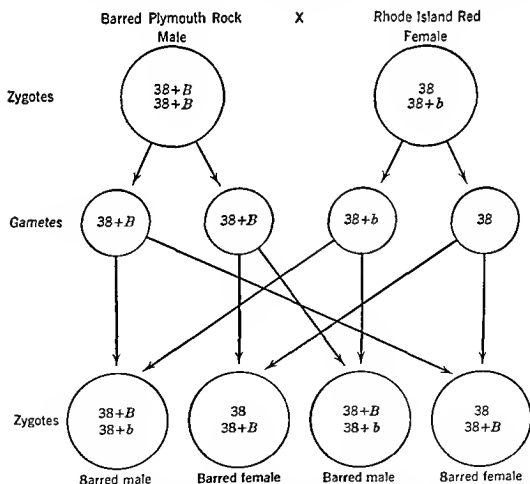 Barred Plymouth Rock X Rhode Island Red
Male Female
Zygotes
38+B
38+B
38
38+b
Gametes
38+B 38+B 38+b 38
Zygotes
38+B
38+b
38
38+B
38+B
38+b
38
38+B
Barred male Barred female Barred male Barred female